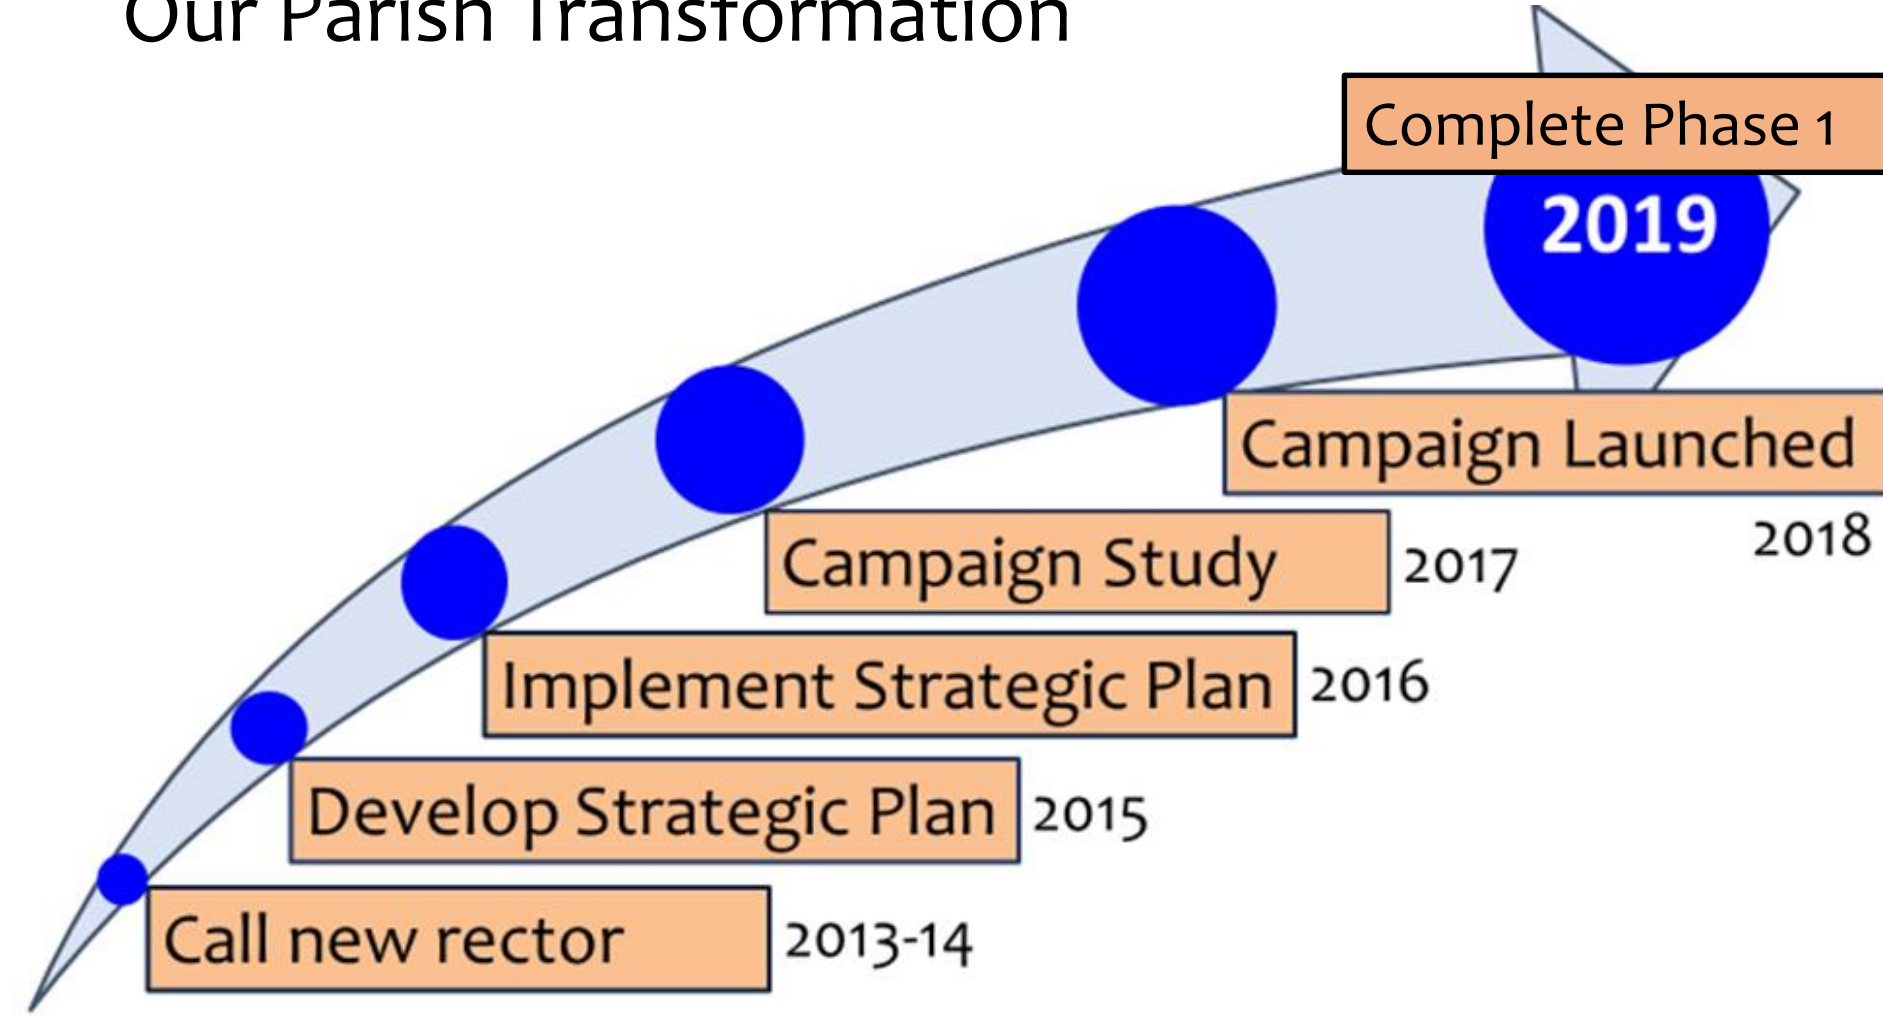 Our Parish Transformation
Complete Phase 1
2019
Campaign Launched
2018
Campaign Study 2017
Implement Strategic Plan 2016
Develop Strategic Plan 2015
Call new rector 2013-14